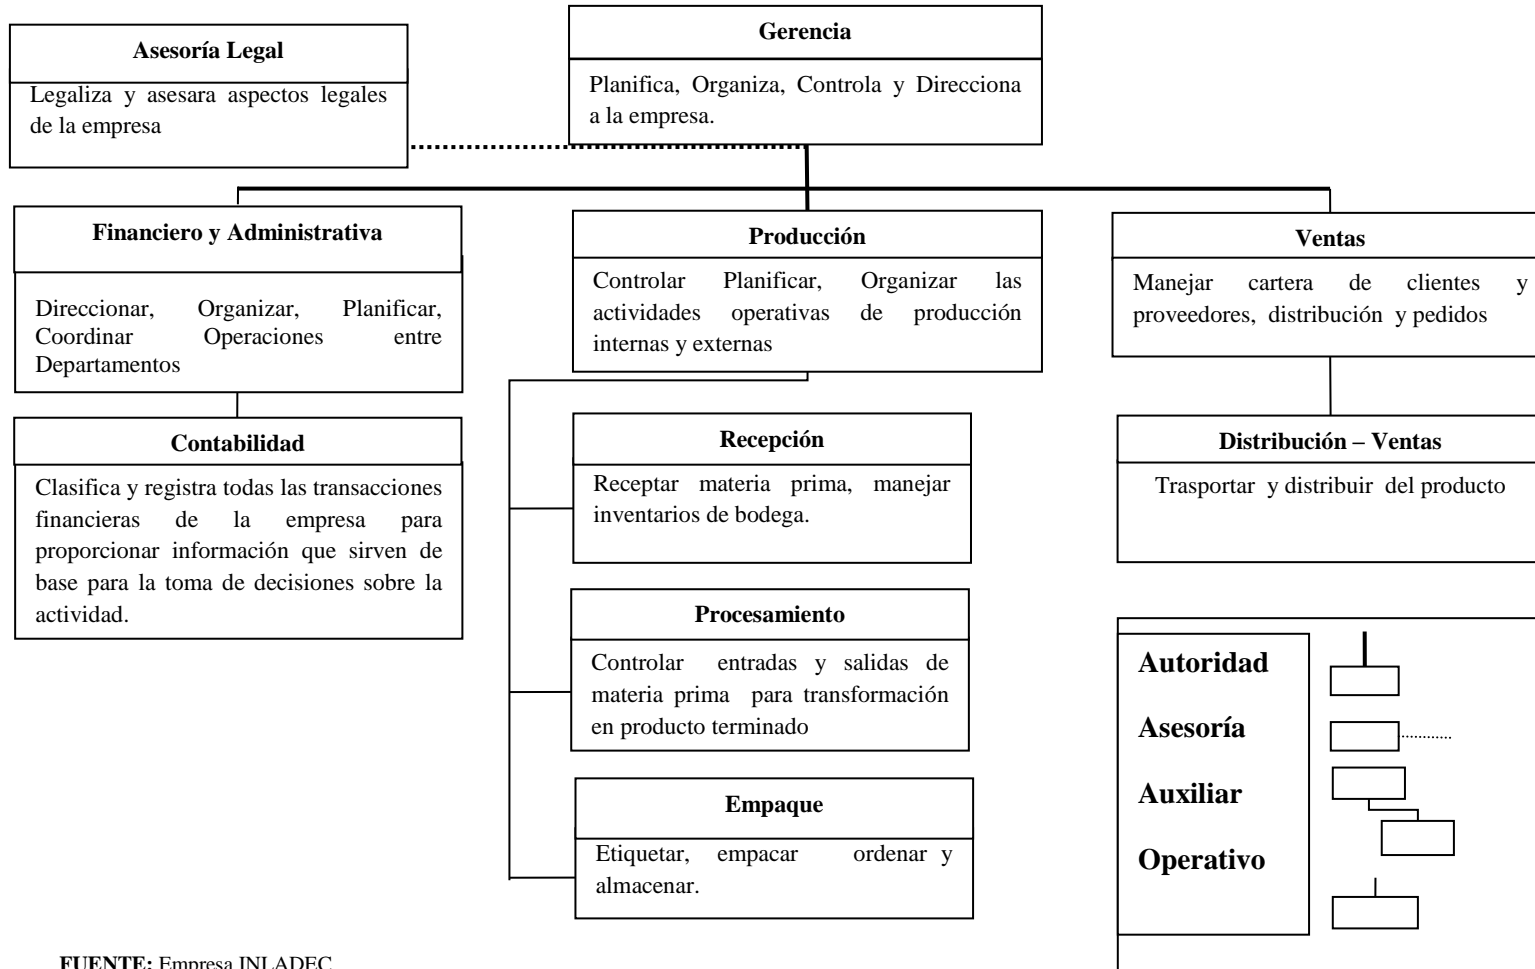 Asesoría Legal
Legaliza y asesara aspectos legales
de la empresa
Gerencia
Planifica, Organiza, Controla y Direcciona
a la empresa.
Financiero y Administrativa
Direccionar, Organizar, Planificar,
Coordinar Operaciones entre
Departamentos
Producción
Controlar Planificar, Organizar las
actividades operativas de producción
internas y externas
Ventas
Manejar cartera de clientes y
proveedores, distribución y pedidos
Contabilidad
Clasifica y registra todas las transacciones
financieras de la empresa para
proporcionar información que sirven de
base para la toma de decisiones sobre la
actividad.
Recepción
Receptar materia prima, manejar
inventarios de bodega.
Distribución – Ventas
Trasportar y distribuir del producto
Procesamiento
Controlar entradas y salidas de
materia prima para transformación
en producto terminado
Empaque
Etiquetar, empacar ordenar y
almacenar.
Autoridad
Asesoría
Auxiliar
Operativo
FUENTE: Empresa INLADEC